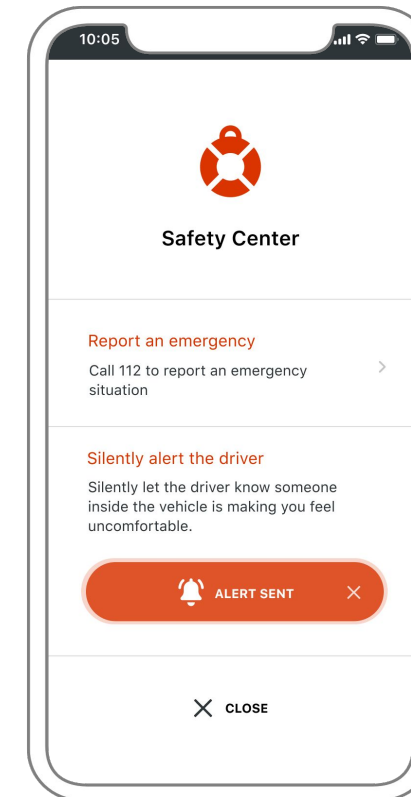 10:05
Safety Center
Report an emergency
Call 112 to report an emergency
situation
Silently alert the driver
Silently let the driver know someone
inside the vehicle is making you feel
uncomfortable.
ALERT SENT
CLOSE